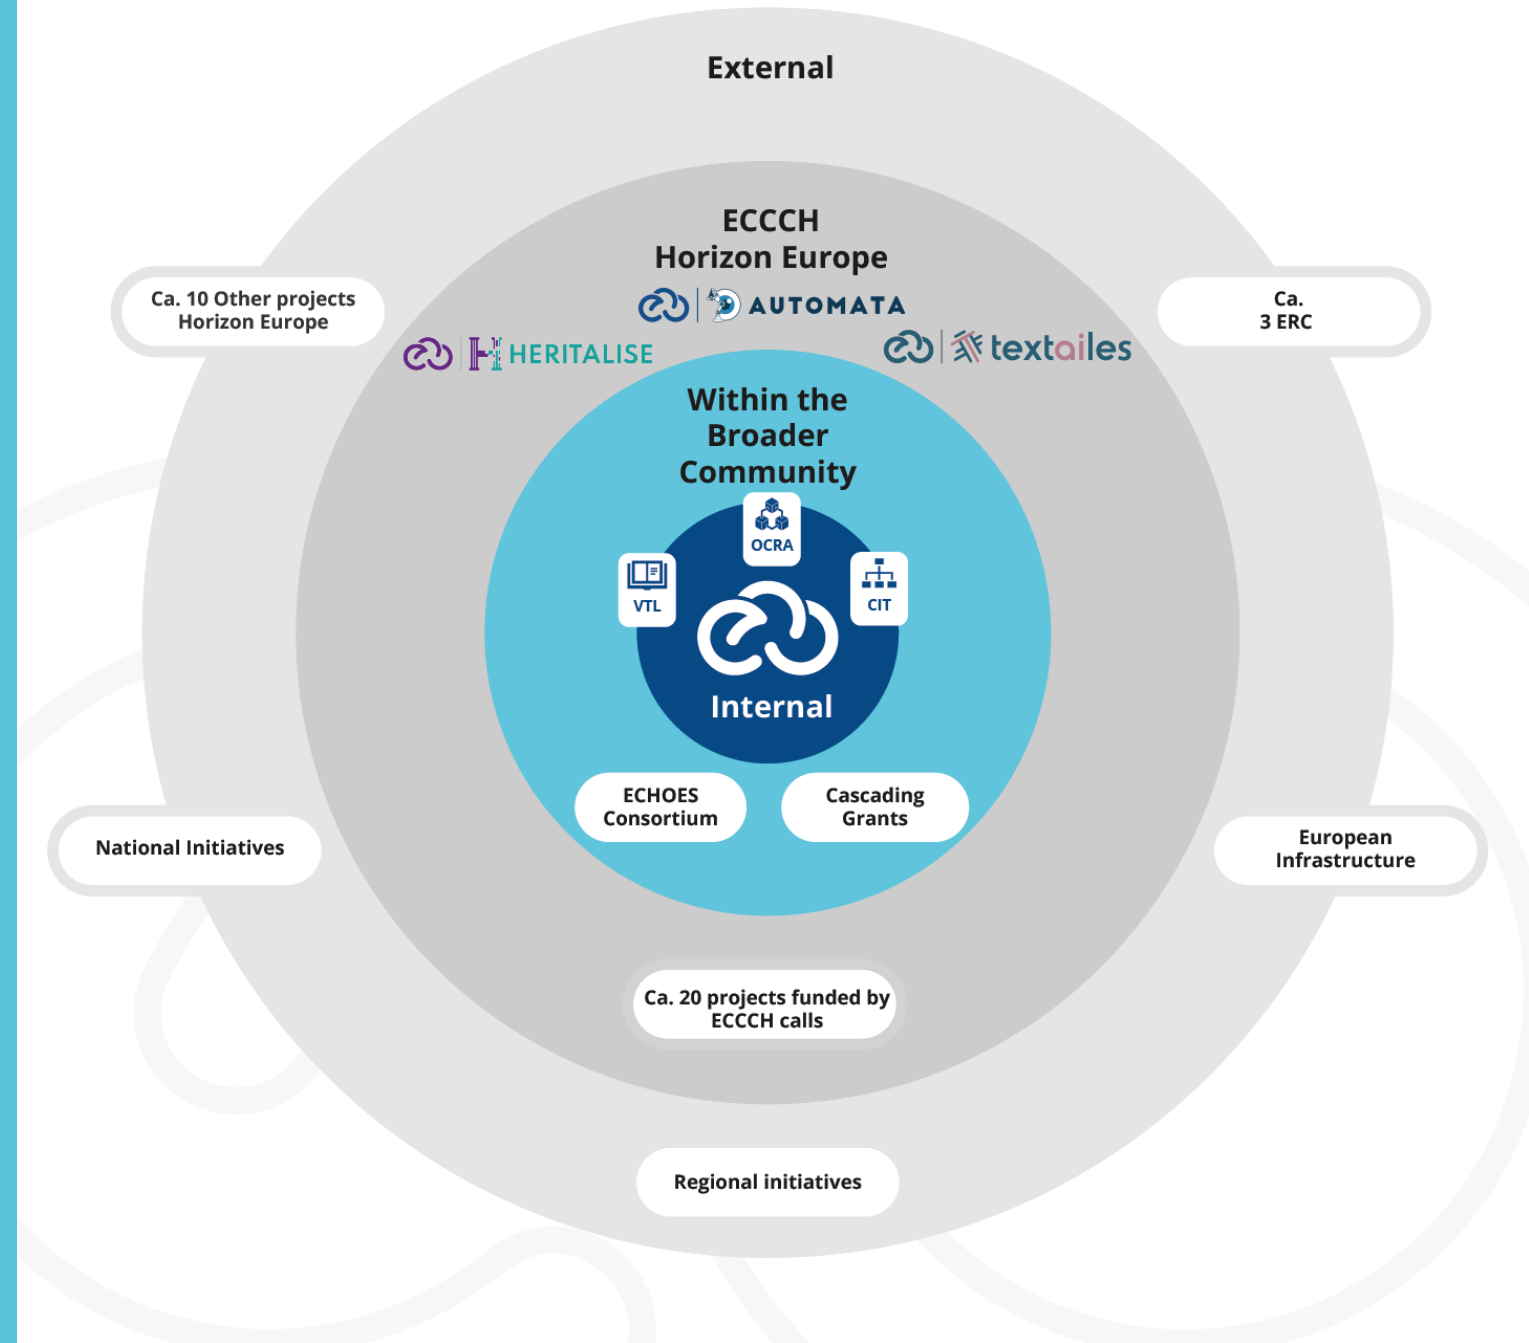 External
ECCCH
Horizon Europe
AUTOMATA
HERITALISE
textailes
Ca. 10 Other projects
Horizon Europe
Ca.
3 ERC
Within the
Broader
Community
OCRA
VTL
CIT
Internal
ECHOES
Consortium
Cascading
Grants
National Initiatives
European
Infrastructure
Ca. 20 projects funded by
ECCCH calls
Regional initiatives